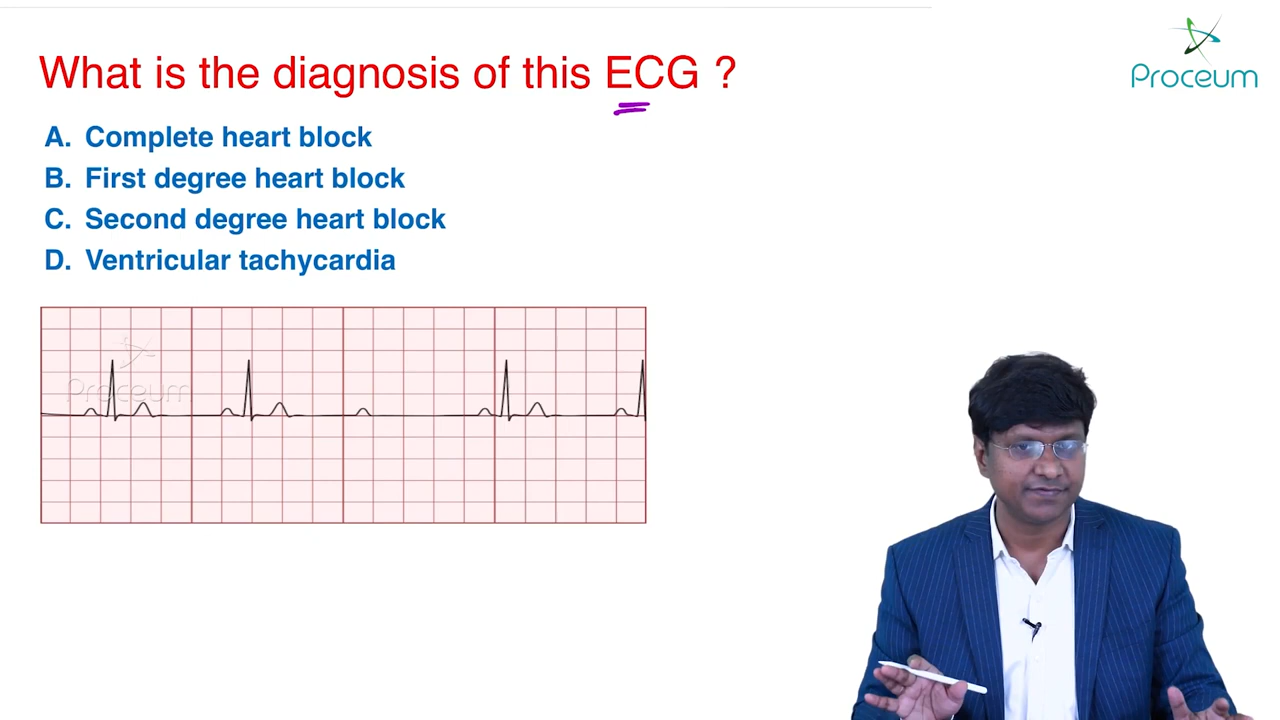 What is the diagnosis of this ECG ?
Proceum
A. Complete heart block
B. First degree heart block
C. Second degree heart block
D. Ventricular tachycardia
Proceum